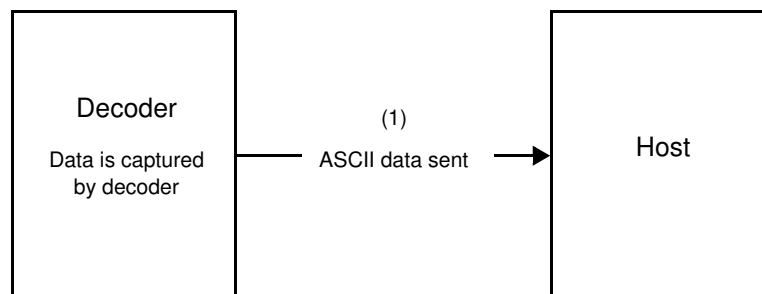 Decoder
Data is captured
by decoder
(1)
ASCII data sent
Host